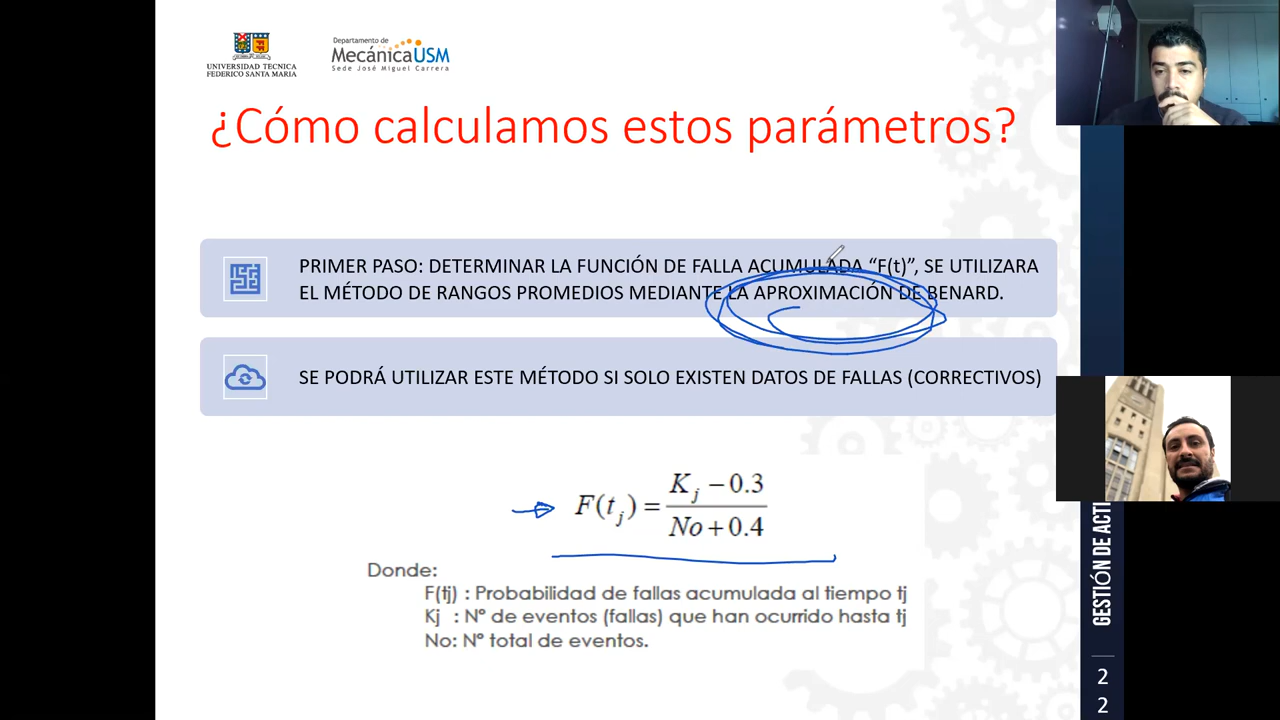 UNIVERSIDAD TECNICA
FEDERICO SANTA MARIA
Departamento de
MecánicaUSM
Sede José Miguel Carrera
¿Cómo calculamos estos parámetros?
PRIMER PASO: DETERMINAR LA FUNCIÓN DE FALLA ACUMULADA “F(t)”, SE UTILIZARA
EL MÉTODO DE RANGOS PROMEDIOS MEDIANTE LA APROXIMACIÓN DE BENARD.
SE PODRÁ UTILIZAR ESTE MÉTODO SI SOLO EXISTEN DATOS DE FALLAS (CORRECTIVOS)
F(t_j) = \frac{K_j - 0.3}{No + 0.4}
Donde:
F(tj) : Probabilidad de fallas acumulada al tiempo tj
Kj : N° de eventos (fallas) que han ocurrido hasta tj
No: N° total de eventos.
GESTIÓN DE ACTI
2
2